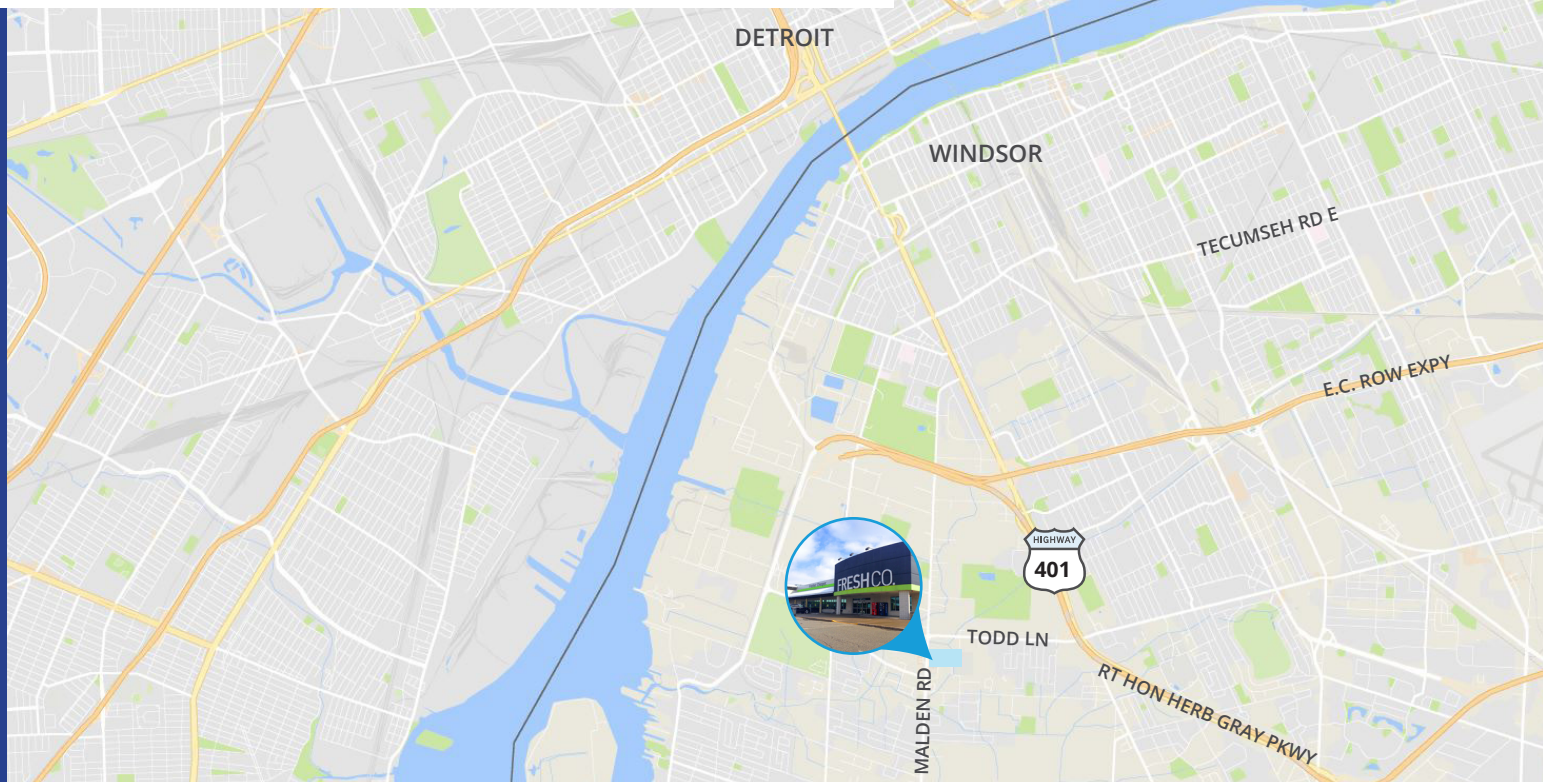 DETROIT
WINDSOR
TECUMSEH RD E
E.C. ROW EXPY
HIGHWAY
401
FRESHCO.
TODD LN
MALDEN RD
RT HON HERB GRAY PKWY